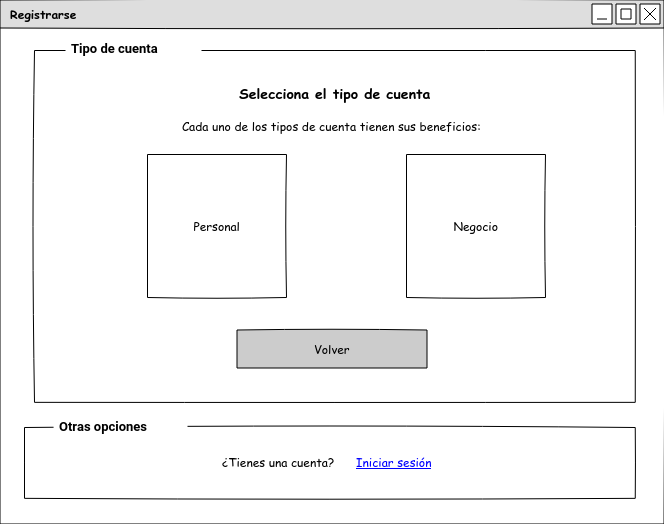 Registrarse
Tipo de cuenta
Selecciona el tipo de cuenta
Cada uno de los tipos de cuenta tienen sus beneficios:
Personal
Negocio
Volver
Otras opciones
¿Tienes una cuenta? Iniciar sesión